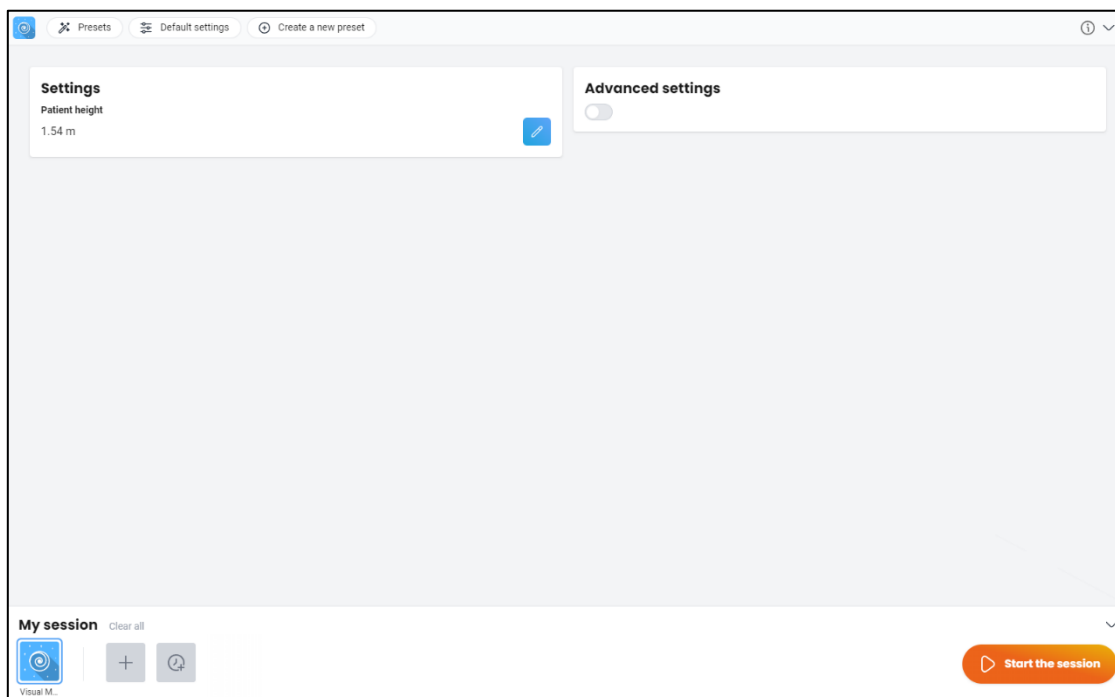 Presets
Default settings
Create a new preset
Settings
Patient height
1.54 m
Advanced settings
My session
Clear all
Start the session
Visual M...